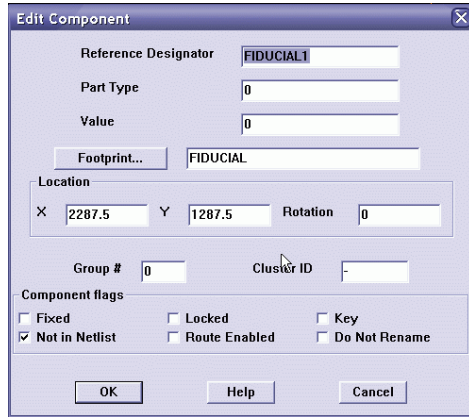 Edit Component
Reference Designator FIDUCIAL1
Part Type 0
Value 0
Footprint... FIDUCIAL
Location
X 2287.5 Y 1287.5 Rotation 0
Group # 0 Cluster ID -
Component flags
Fixed Locked Key
Not in Netlist Route Enabled Do Not Rename
OK Help Cancel